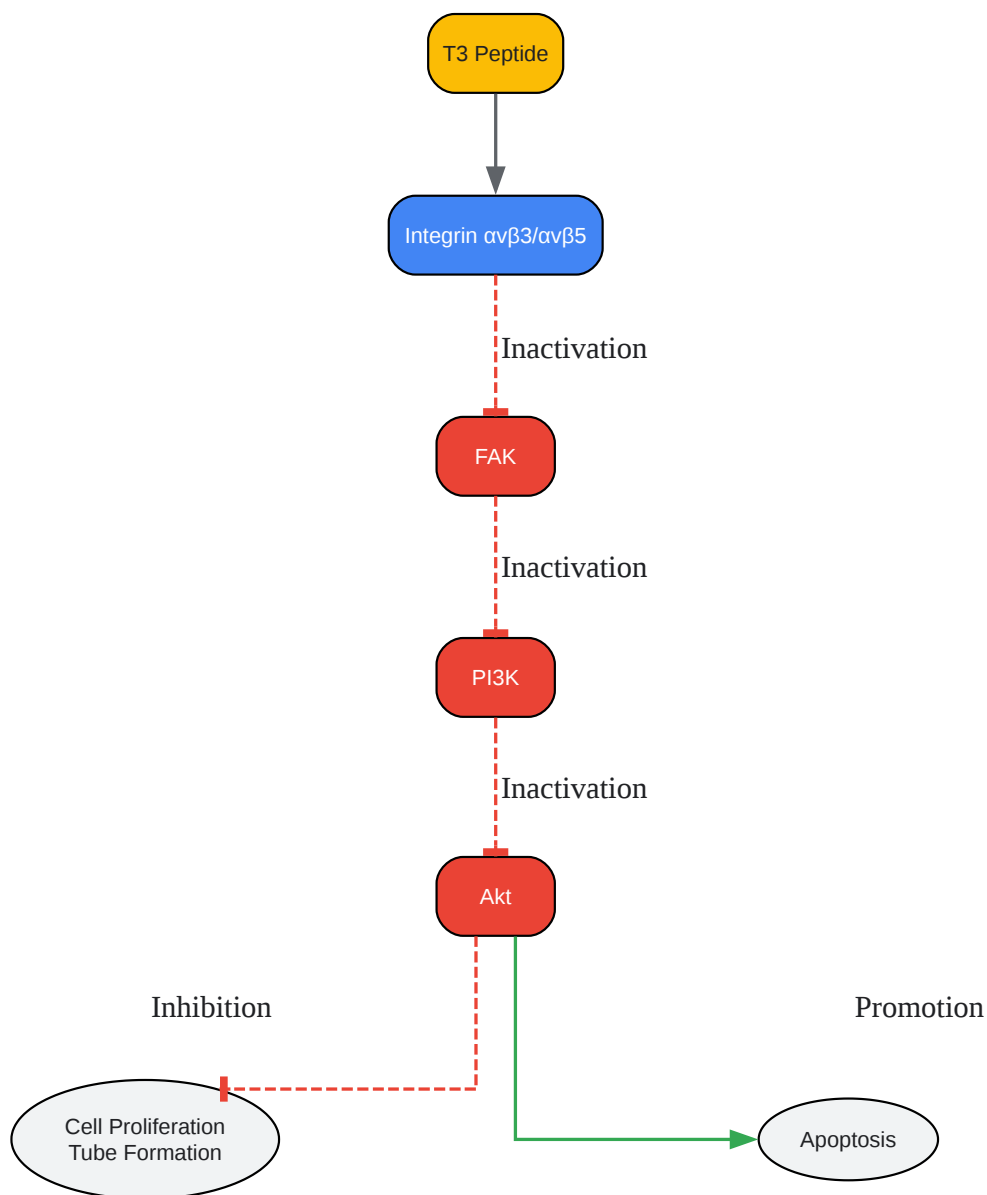 T3 Peptide
Integrin αvβ3/αvβ5
Inactivation
FAK
Inactivation
PI3K
Inactivation
Akt
Inhibition
Promotion
Cell Proliferation
Tube Formation
Apoptosis